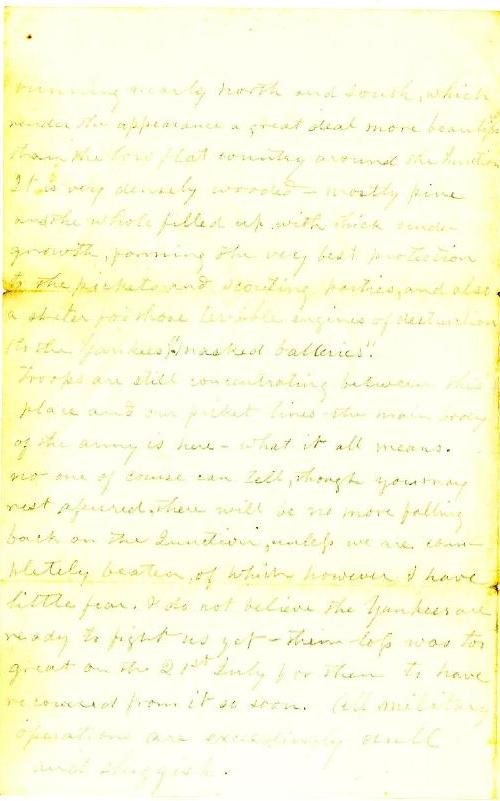 running nearly north and south, which
render the appearance a great deal more beautiful
than the low flat country around the Junction
It is very densely wooded – mostly pine
and the whole filled up with thick under
growth, forming the very best protection
to the pickets and scouting parties, and also
a shelter for those terrible engines of destruction
(to the Yankees) "masked batteries".
Troops are still concentrating between this
place and our picket lines – the main body
of the army is here – what it all means.
no one of course can tell, though you may
rest assured, there will be no more falling
back on the Junction, unless we are com-
pletely beaten, of which however I have
little fear. I do not believe the Yankees are
ready to fight us yet – their loss was too
great on the 21st July for them to have
recovered from it so soon. All military
operations are exceedingly dull
and sluggish.